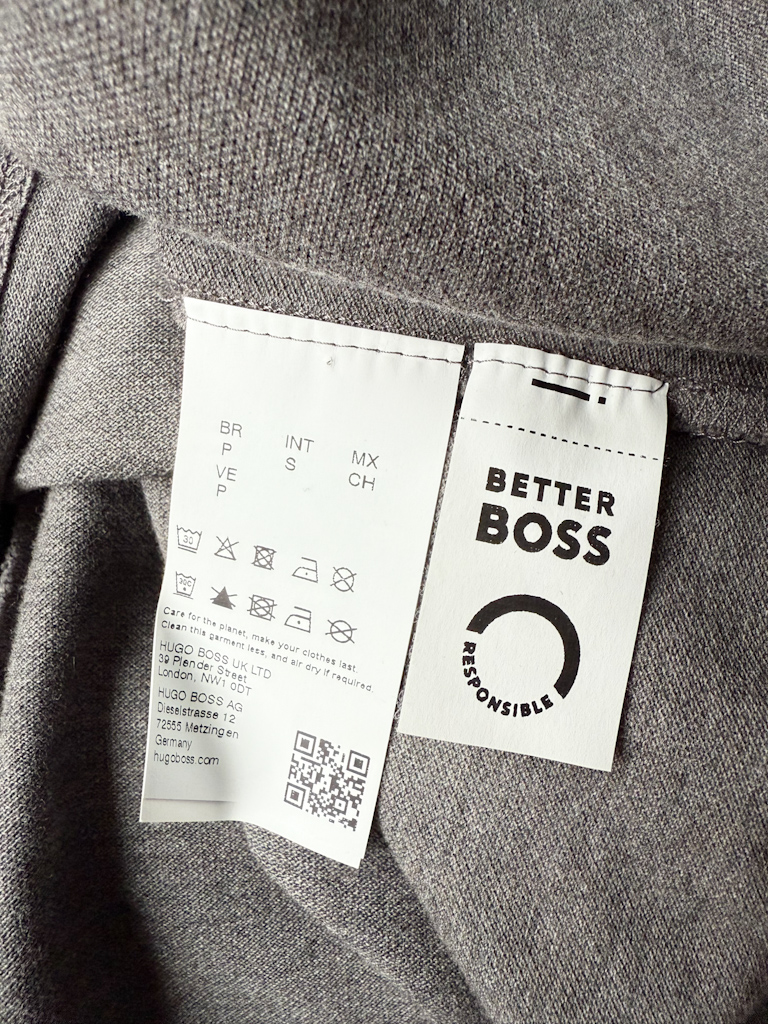 BR
P
VE
P
INT
S
MX
CH
30
30C
Care for the planet, make your clothes last.
Clean this garment less, and air dry if required.
HUGO BOSS UK LTD
39 Plender Street
London, NW1 0DT
HUGO BOSS AG
Dieselstrasse 12
72555 Metzingen
Germany
hugoboss.com
BETTER
BOSS
RESPONSIBLE